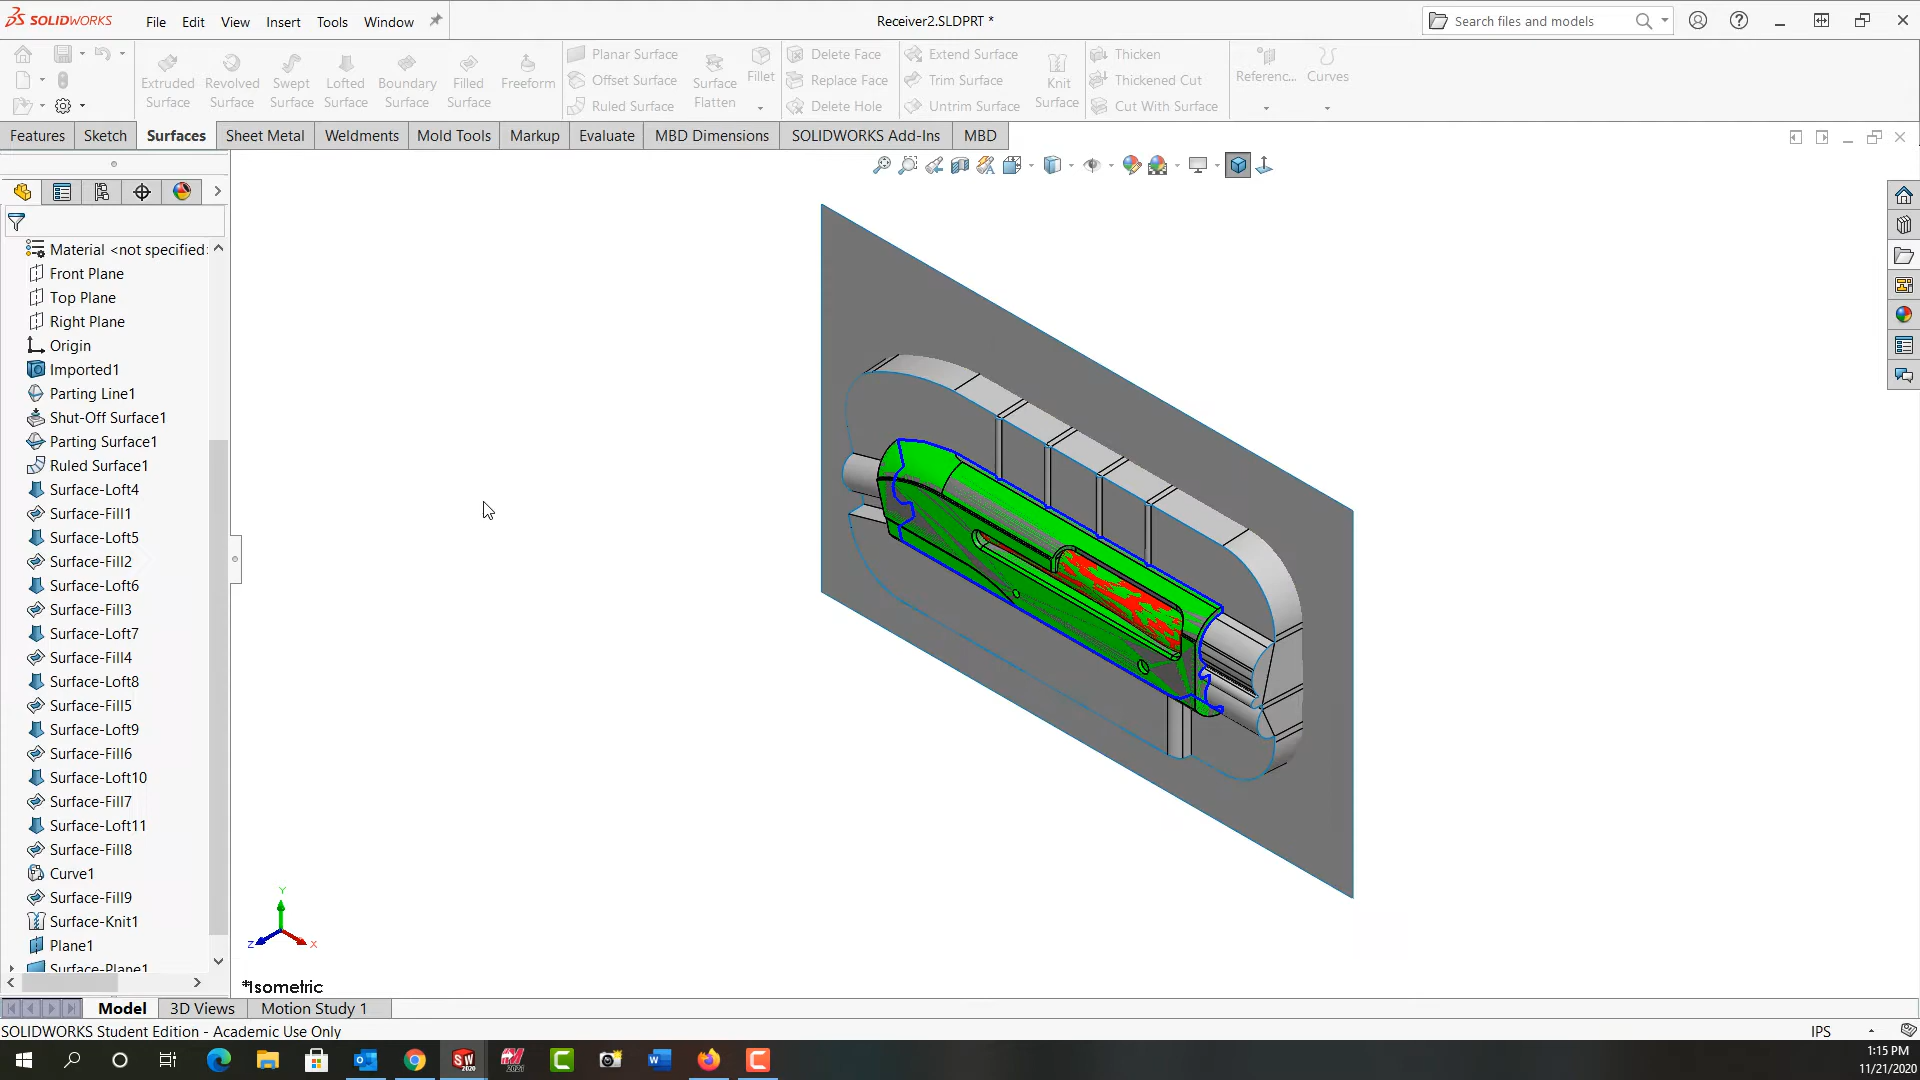 SOLIDWORKS
File Edit View Insert Tools Window
Receiver2.SLDPRT *
Search files and models
Extruded Surface
Revolved Surface
Swept Surface
Lofted Surface
Boundary Surface
Filled Surface
Freeform
Planar Surface
Offset Surface
Ruled Surface
Surface Flatten
Fillet
Delete Face
Replace Face
Delete Hole
Extend Surface
Trim Surface
Untrim Surface
Knit Surface
Thicken
Thickened Cut
Cut With Surface
Referenc...
Curves
Features Sketch Surfaces Sheet Metal Weldments Mold Tools Markup Evaluate MBD Dimensions SOLIDWORKS Add-Ins MBD
Material <not specified>
Front Plane
Top Plane
Right Plane
Origin
Imported1
Parting Line1
Shut-Off Surface1
Parting Surface1
Ruled Surface1
Surface-Loft4
Surface-Fill1
Surface-Loft5
Surface-Fill2
Surface-Loft6
Surface-Fill3
Surface-Loft7
Surface-Fill4
Surface-Loft8
Surface-Fill5
Surface-Loft9
Surface-Fill6
Surface-Loft10
Surface-Fill7
Surface-Loft11
Surface-Fill8
Curve1
Surface-Fill9
Surface-Knit1
Plane1
Surface-Plane1
Y
Z X
*Isometric
Model 3D Views Motion Study 1
SOLIDWORKS Student Edition - Academic Use Only
IPS
SW 2020
2021
1:15 PM
11/21/2020